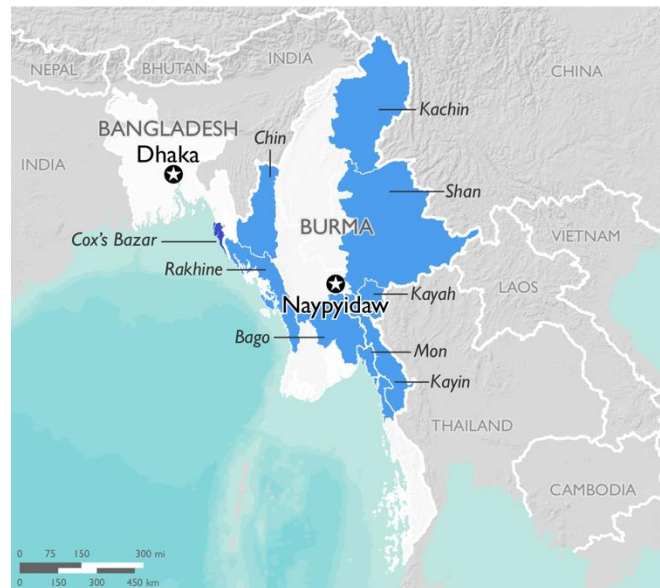 NEPAL
BHUTAN
INDIA
CHINA
Kachin
BANGLADESH
Dhaka
Chin
INDIA
Shan
BURMA
Cox's Bazar
VIETNAM
Rakhine
LAOS
Naypyidaw
Kayah
Bago
Mon
Kayin
THAILAND
CAMBODIA
0 75 150 300 mi
0 150 300 450 km